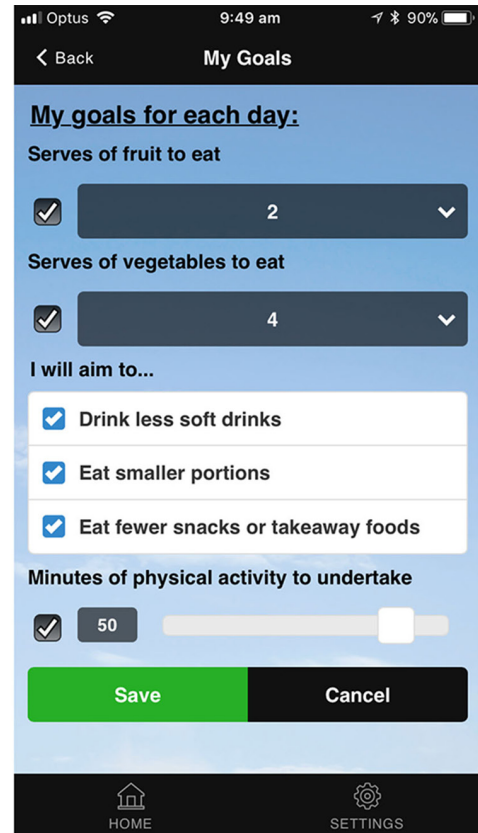 Optus 9:49 am 90%
Back My Goals
My goals for each day:
Serves of fruit to eat
2
Serves of vegetables to eat
4
I will aim to...
Drink less soft drinks
Eat smaller portions
Eat fewer snacks or takeaway foods
Minutes of physical activity to undertake
50
Save Cancel
HOME SETTINGS